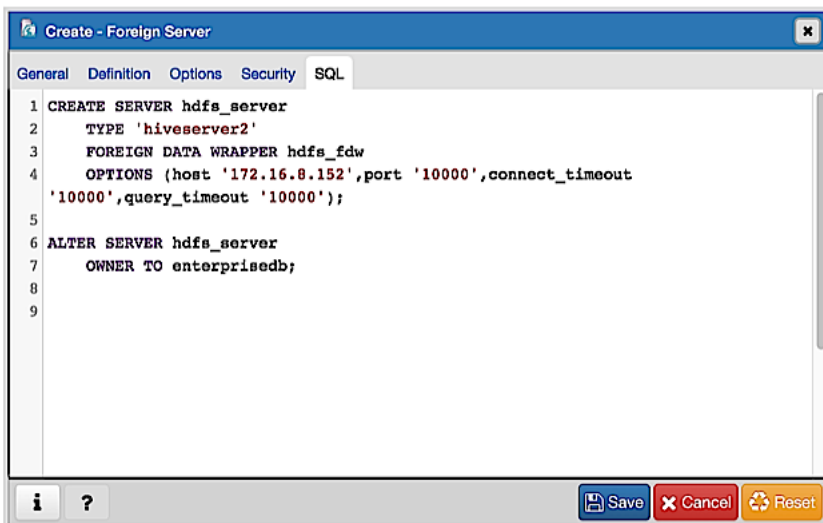 Create - Foreign Server
General Definition Options Security SQL
1 CREATE SERVER hdfs_server
2 TYPE 'hiveserver2'
3 FOREIGN DATA WRAPPER hdfs_fdw
4 OPTIONS (host '172.16.8.152',port '10000',connect_timeout
'10000',query_timeout '10000');
5
6 ALTER SERVER hdfs_server
7 OWNER TO enterprisedb;
8
9
i ? Save Cancel Reset